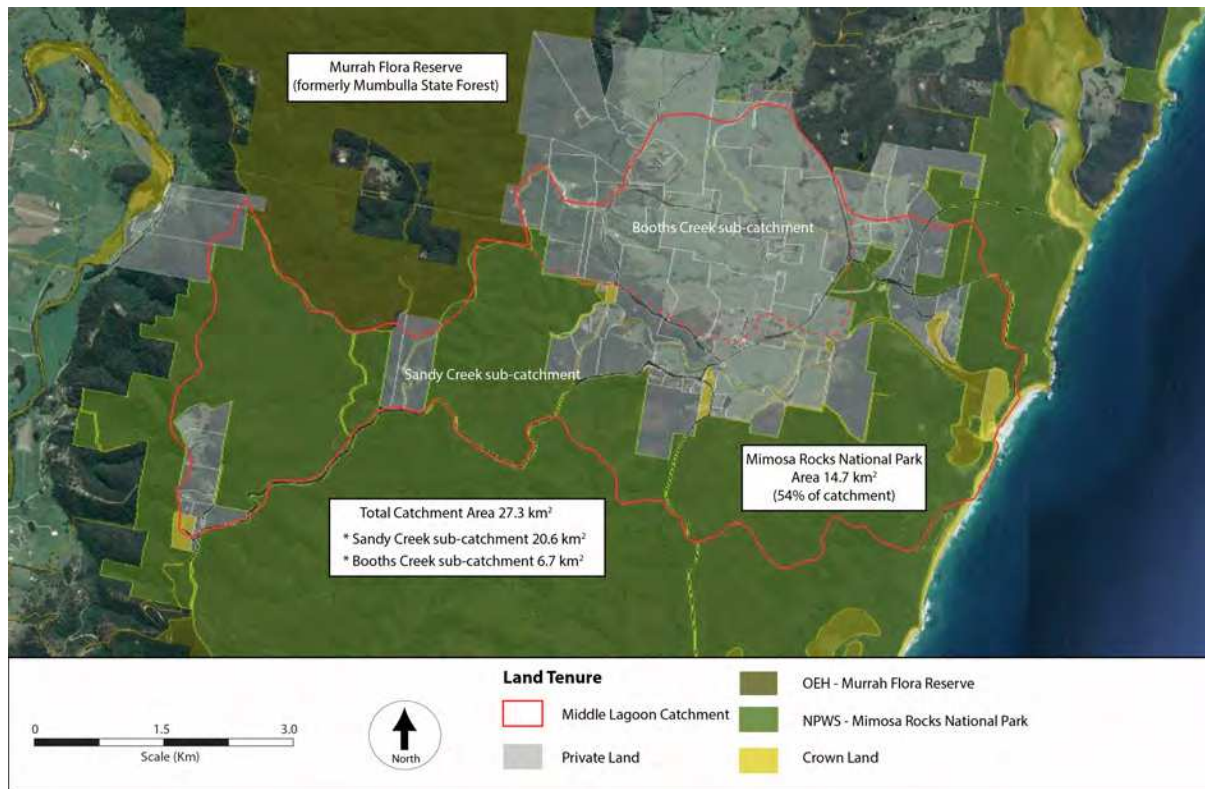 Murrah Flora Reserve
(formerly Mumbulla State Forest)
Booths Creek sub-catchment
Sandy Creek sub-catchment
Mimosa Rocks National Park
Area 14.7 km²
(54% of catchment)
Total Catchment Area 27.3 km²
* Sandy Creek sub-catchment 20.6 km²
* Booths Creek sub-catchment 6.7 km²
0 1.5 3.0
Scale (Km)
North
Land Tenure
Middle Lagoon Catchment
Private Land
OEH - Murrah Flora Reserve
NPWS - Mimosa Rocks National Park
Crown Land